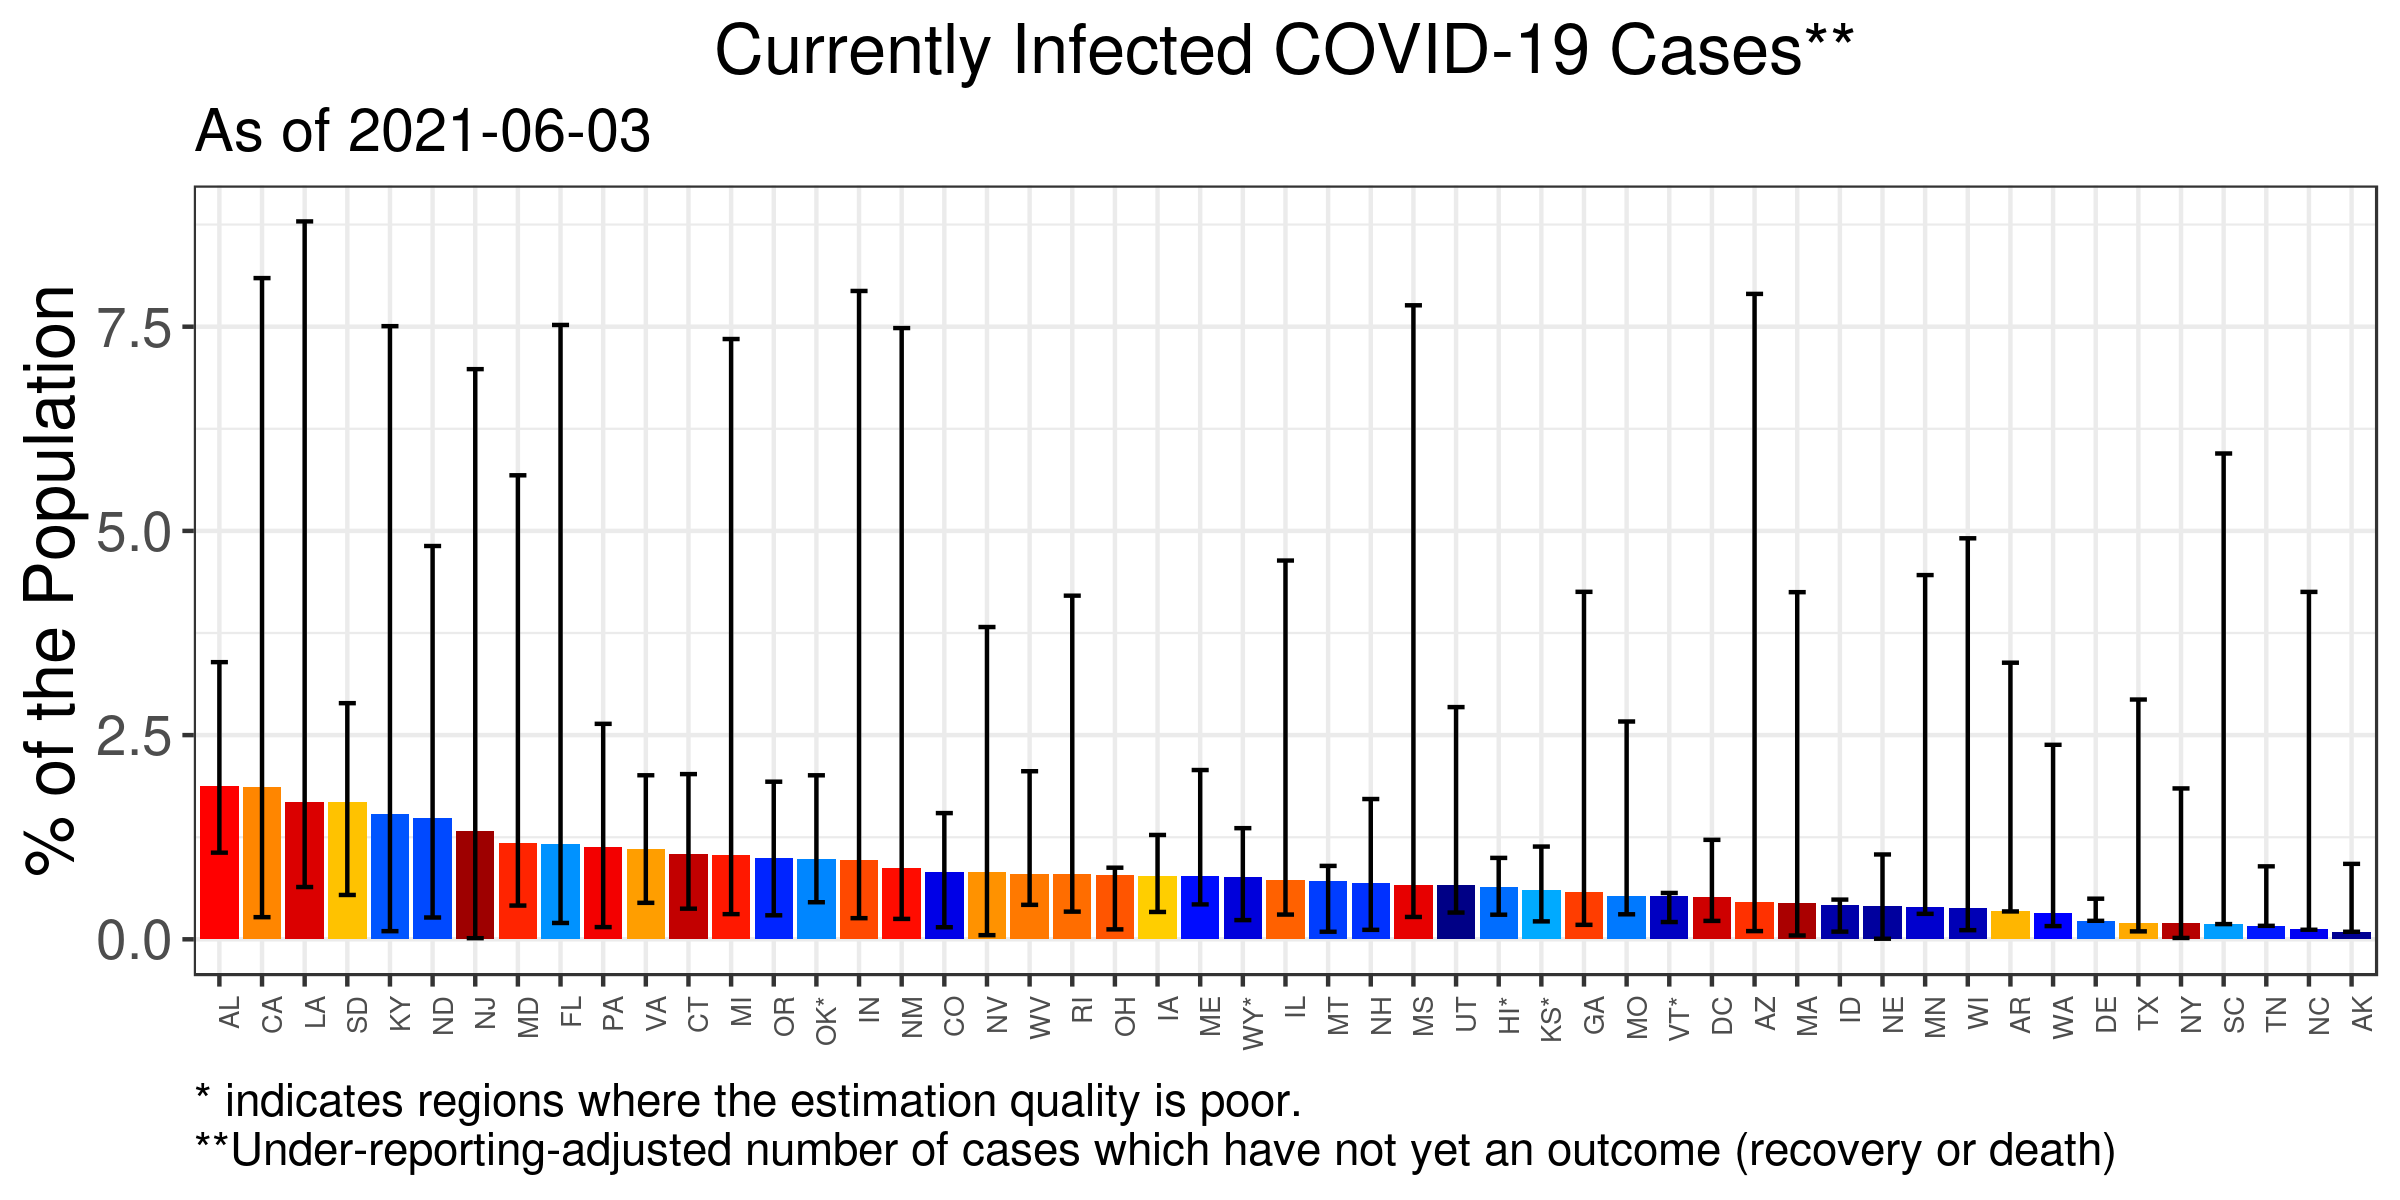 Currently Infected COVID-19 Cases**
As of 2021-06-03
% of the Population
7.5
5.0
2.5
0.0
AL CA LA SD KY ND NJ MD FL PA VA CT MI OR OK* IN NM CO NV WV RI OH IA ME WY* IL MT NH MS UT HI* KS* GA MO VT* DC AZ MA ID NE MN WI AR WA DE TX NY SC TN NC AK
* indicates regions where the estimation quality is poor.
**Under-reporting-adjusted number of cases which have not yet an outcome (recovery or death)